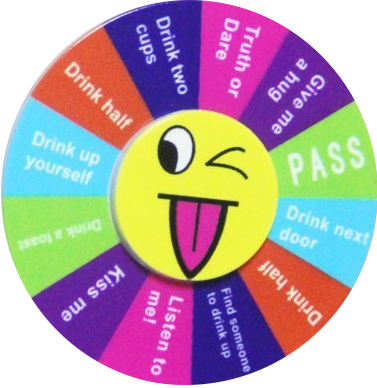 Drink two
cups
Truth or
Dare
Give me
a hug
PASS
Drink next
door
Drink half
Find someone
to drink up
Listen to
me!
Kiss me
Drink a toast
Drink up
yourself
Drink half